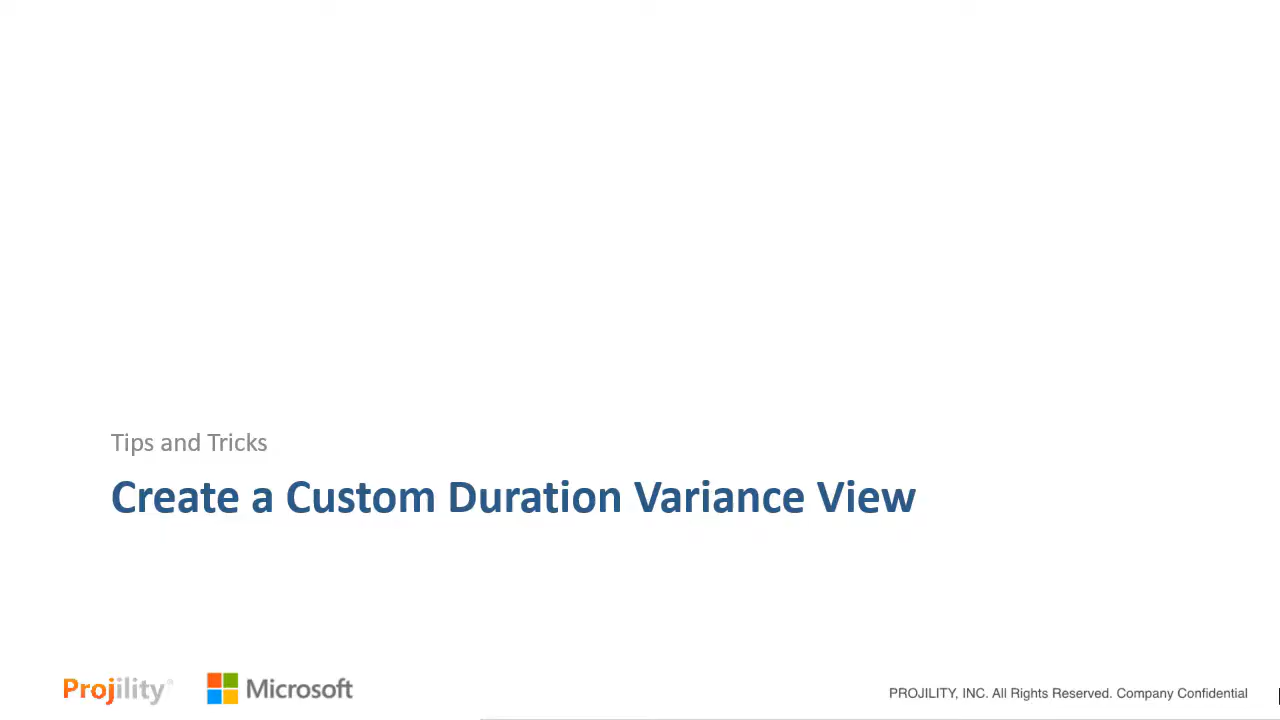 Tips and Tricks
Create a Custom Duration Variance View
Projility®
Microsoft
PROJILITY, INC. All Rights Reserved. Company Confidential